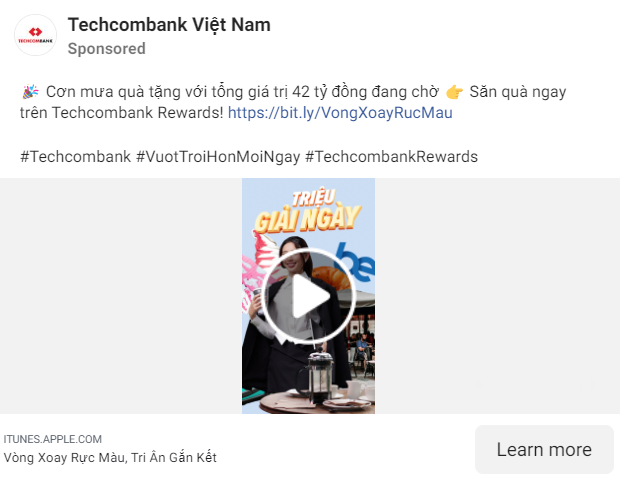 Techcombank Việt Nam
TECHCOMBANK
Sponsored
🎉 Cơn mưa quà tặng với tổng giá trị 42 tỷ đồng đang chờ 👉 Săn quà ngay
trên Techcombank Rewards! https://bit.ly/VongXoayRucMau
#Techcombank #VuotTroiHonMoiNgay #TechcombankRewards
TRIỆU
GIẢI NGÀY
be
ITUNES.APPLE.COM
Vòng Xoay Rực Màu, Tri Ân Gắn Kết
Learn more